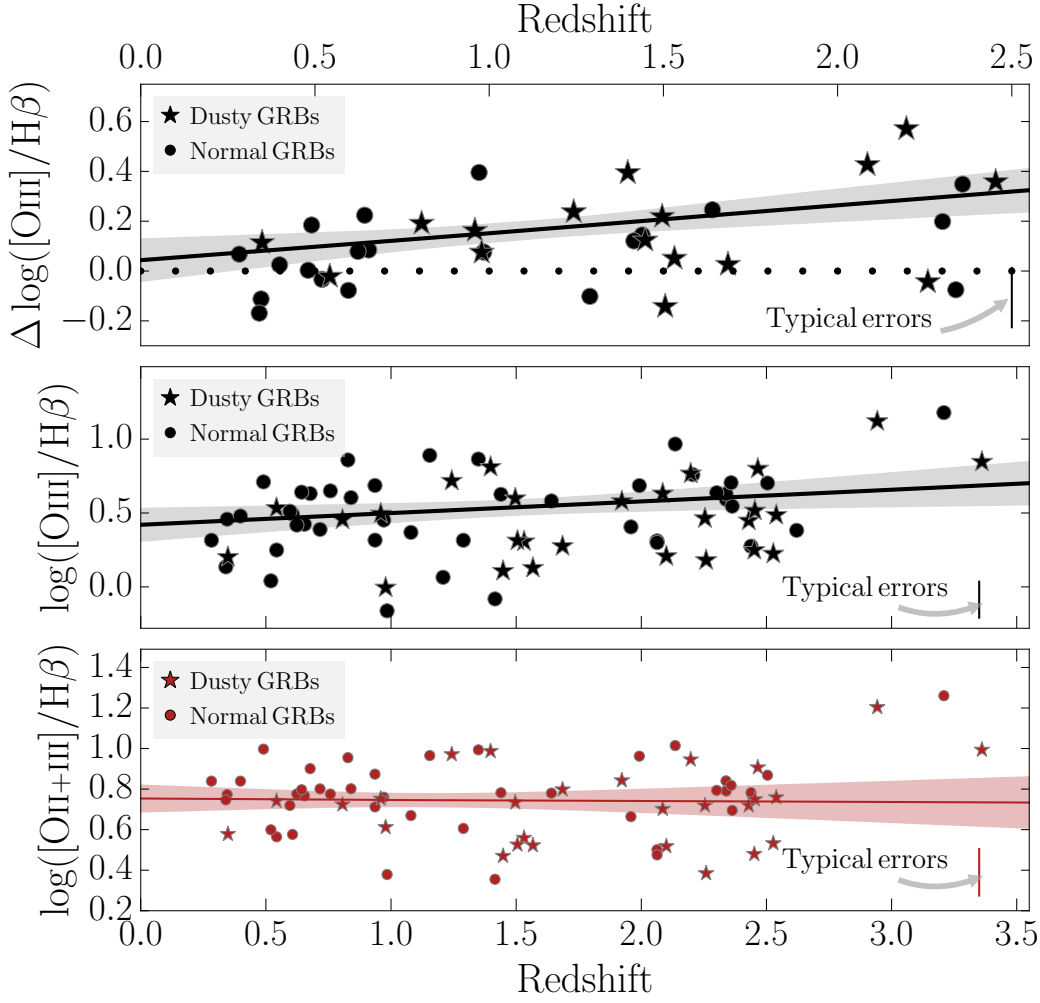 Redshift
0.0 0.5 1.0 1.5 2.0 2.5
Δ log([OIII]/Hβ)
0.6
0.4
0.2
0.0
−0.2
Dusty GRBs
Normal GRBs
Typical errors
log([OIII]/Hβ)
1.0
0.5
0.0
Dusty GRBs
Normal GRBs
Typical errors
log([OII+III]/Hβ)
1.4
1.2
1.0
0.8
0.6
0.4
0.2
Dusty GRBs
Normal GRBs
Typical errors
0.0 0.5 1.0 1.5 2.0 2.5 3.0 3.5
Redshift